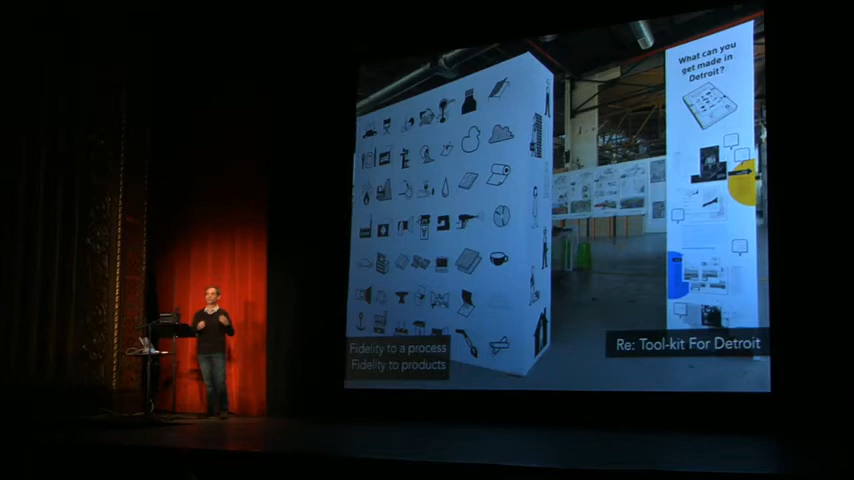 What can you
get made in
Detroit?
Fidelity to a process
Fidelity to products
Re: Tool-kit For Detroit